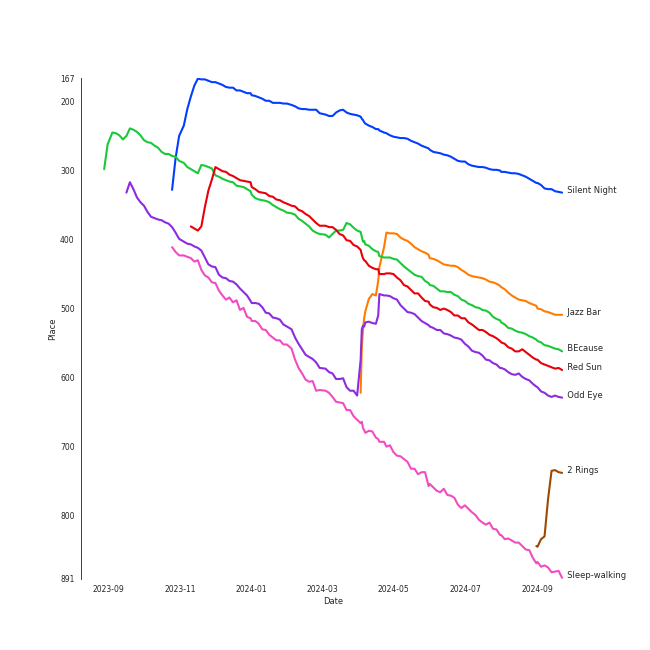 167
200
300
400
500
600
700
800
891
Place
2023-09
2023-11
2024-01
2024-03
2024-05
2024-07
2024-09
Date
Silent Night
Jazz Bar
BEcause
Red Sun
Odd Eye
2 Rings
Sleep-walking